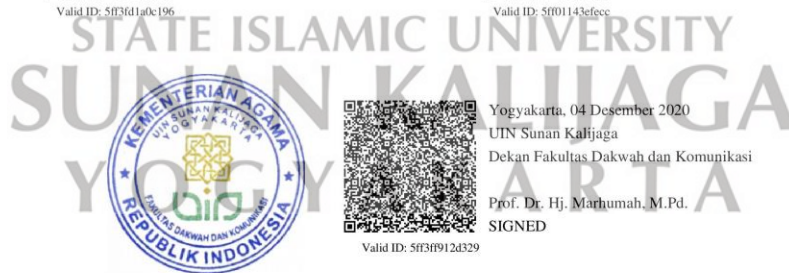 Valid ID: 5ff3fd1a0c196
Valid ID: 5ff01143efecc
STATE ISLAMIC UNIVERSITY
SUNAN KALIJAGA
YOGYAKARTA
KEMENTERIAN AGAMA
UIN SUNAN KALIJAGA
YOGYAKARTA
uin
FAKULTAS DAKWAH DAN KOMUNIKASI
REPUBLIK INDONESIA
Valid ID: 5ff3ff912d329
Yogyakarta, 04 Desember 2020
UIN Sunan Kalijaga
Dekan Fakultas Dakwah dan Komunikasi
Prof. Dr. Hj. Marhumah, M.Pd.
SIGNED